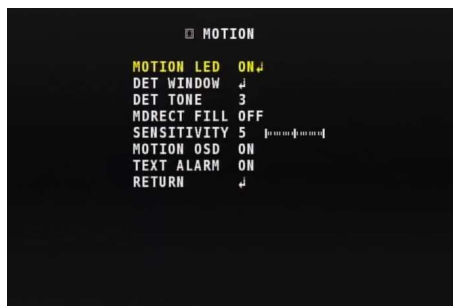 MOTION
MOTION LED ON↲
DET WINDOW ↲
DET TONE 3
MDRECT FILL OFF
SENSITIVITY 5
MOTION OSD ON
TEXT ALARM ON
RETURN ↲